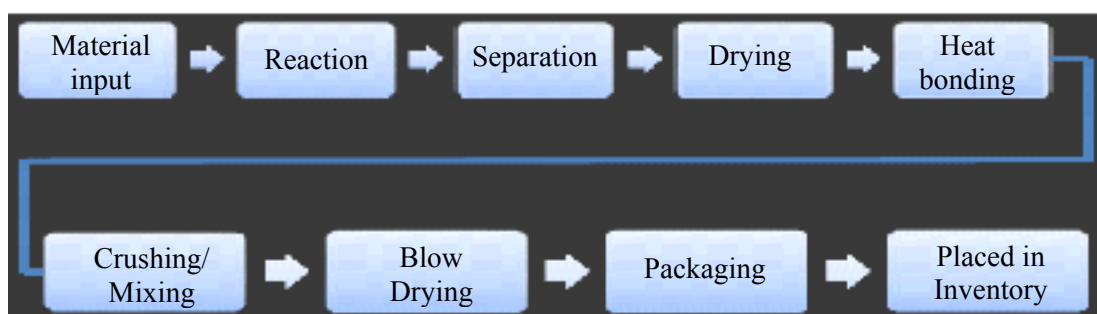 Material
input
Reaction
Separation
Drying
Heat
bonding
Crushing/
Mixing
Blow
Drying
Packaging
Placed in
Inventory